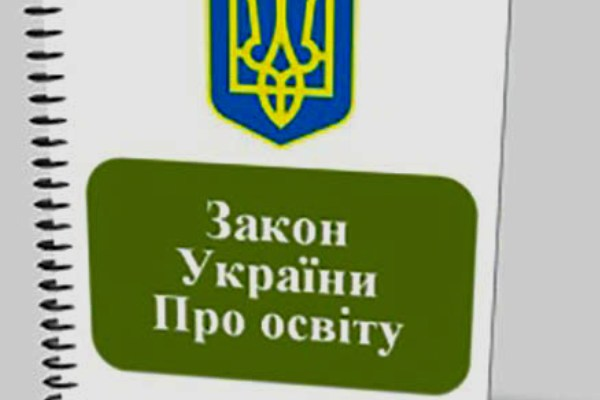 Закон
України
Про освіту